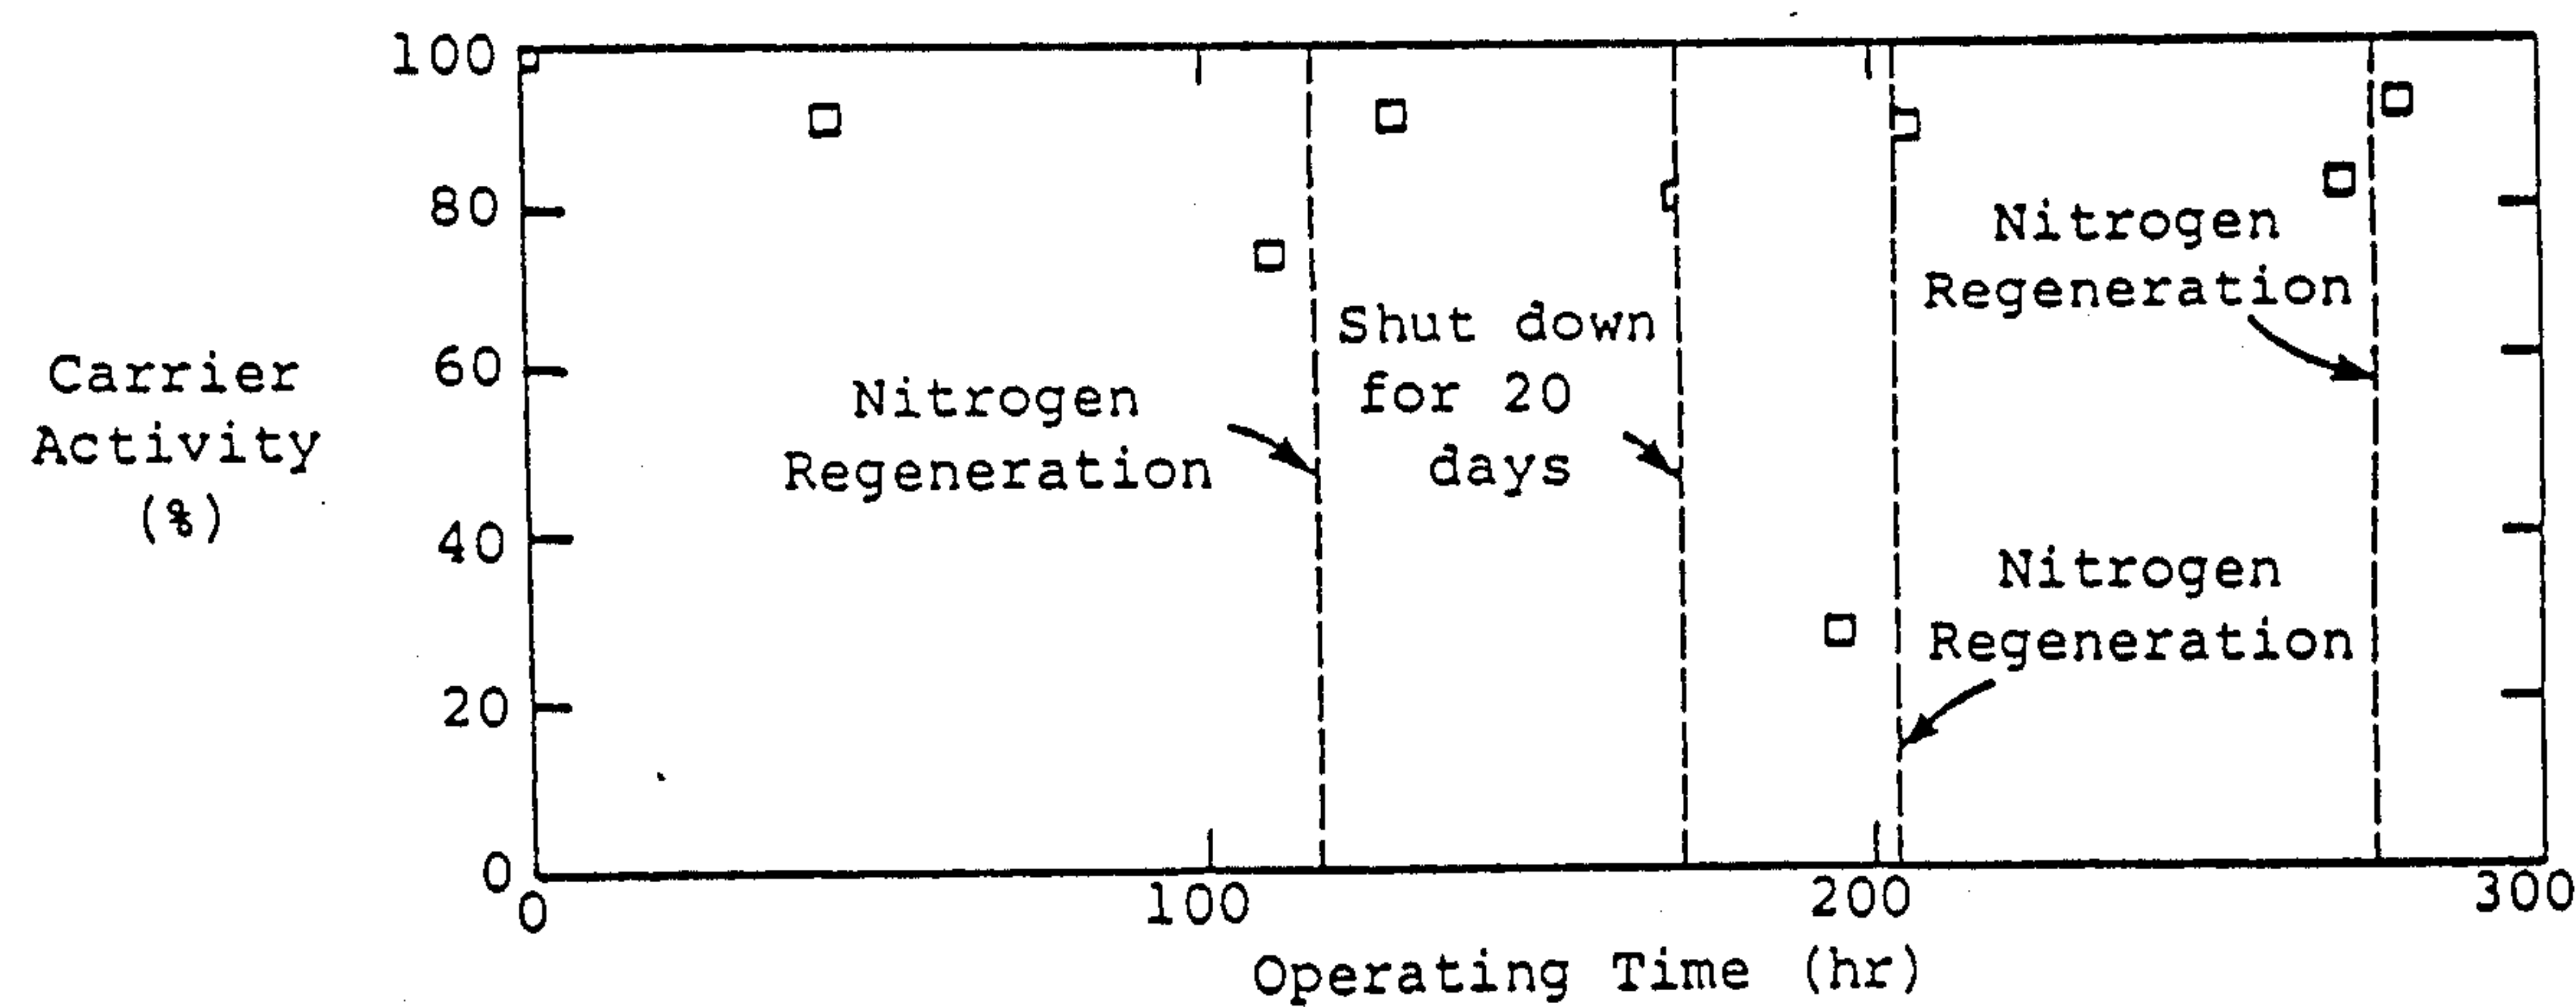 100
80
60
40
20
0
Carrier
Activity
(%)
Nitrogen
Regeneration
Shut down
for 20
days
Nitrogen
Regeneration
Nitrogen
Regeneration
0
100
200
300
Operating Time (hr)